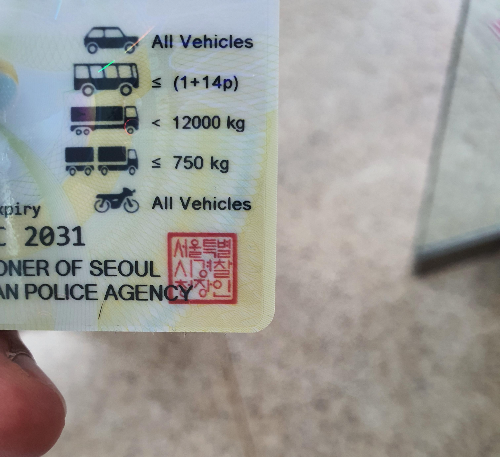 All Vehicles
≤ (1+14p)
< 12000 kg
≤ 750 kg
All Vehicles
xpiry
C 2031
ONER OF SEOUL
AN POLICE AGENCY
서울특별
시경찰
청장인